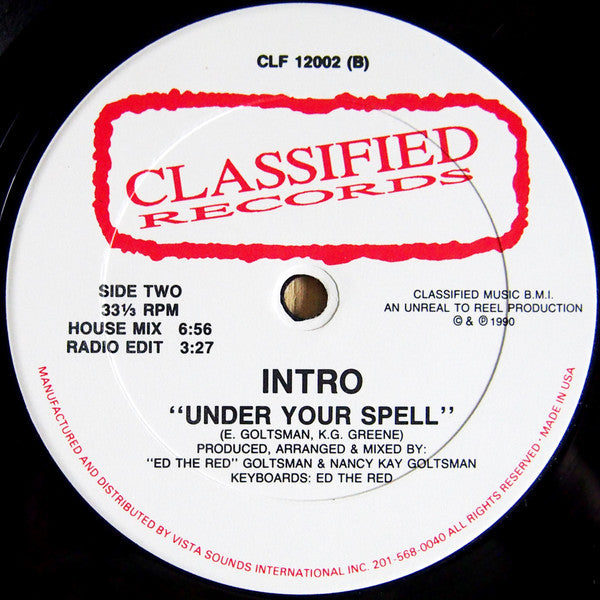 CLF 12002 (B)
CLASSIFIED
RECORDS
SIDE TWO
33⅓ RPM
HOUSE MIX 6:56
RADIO EDIT 3:27
CLASSIFIED MUSIC B.M.I.
AN UNREAL TO REEL PRODUCTION
© & ℗ 1990
INTRO
“UNDER YOUR SPELL”
(E. GOLTSMAN, K.G. GREENE)
PRODUCED, ARRANGED & MIXED BY:
“ED THE RED” GOLTSMAN & NANCY KAY GOLTSMAN
KEYBOARDS: ED THE RED
MANUFACTURED AND DISTRIBUTED BY VISTA SOUNDS INTERNATIONAL INC. 201-568-0040 ALL RIGHTS RESERVED · MADE IN USA